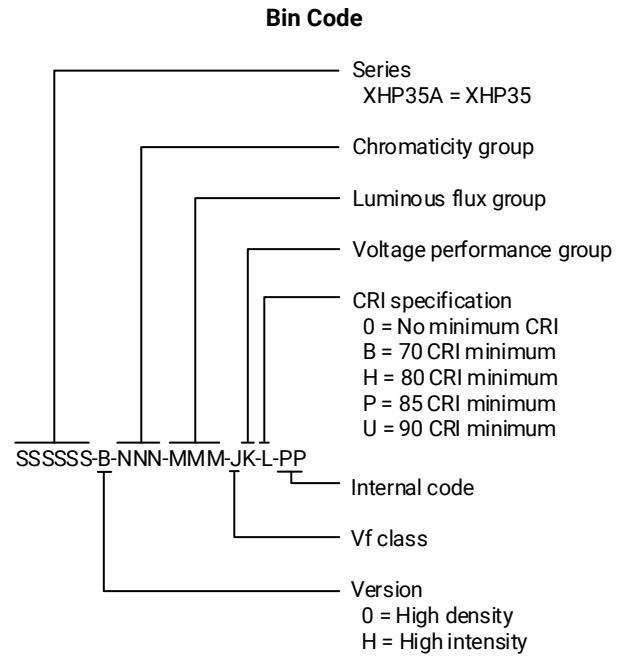 Bin Code
Series
XHP35A = XHP35
Chromaticity group
Luminous flux group
Voltage performance group
CRI specification
0 = No minimum CRI
B = 70 CRI minimum
H = 80 CRI minimum
P = 85 CRI minimum
U = 90 CRI minimum
SSSSSS-B-NNN-MMM-JK-L-PP
Internal code
Vf class
Version
0 = High density
H = High intensity